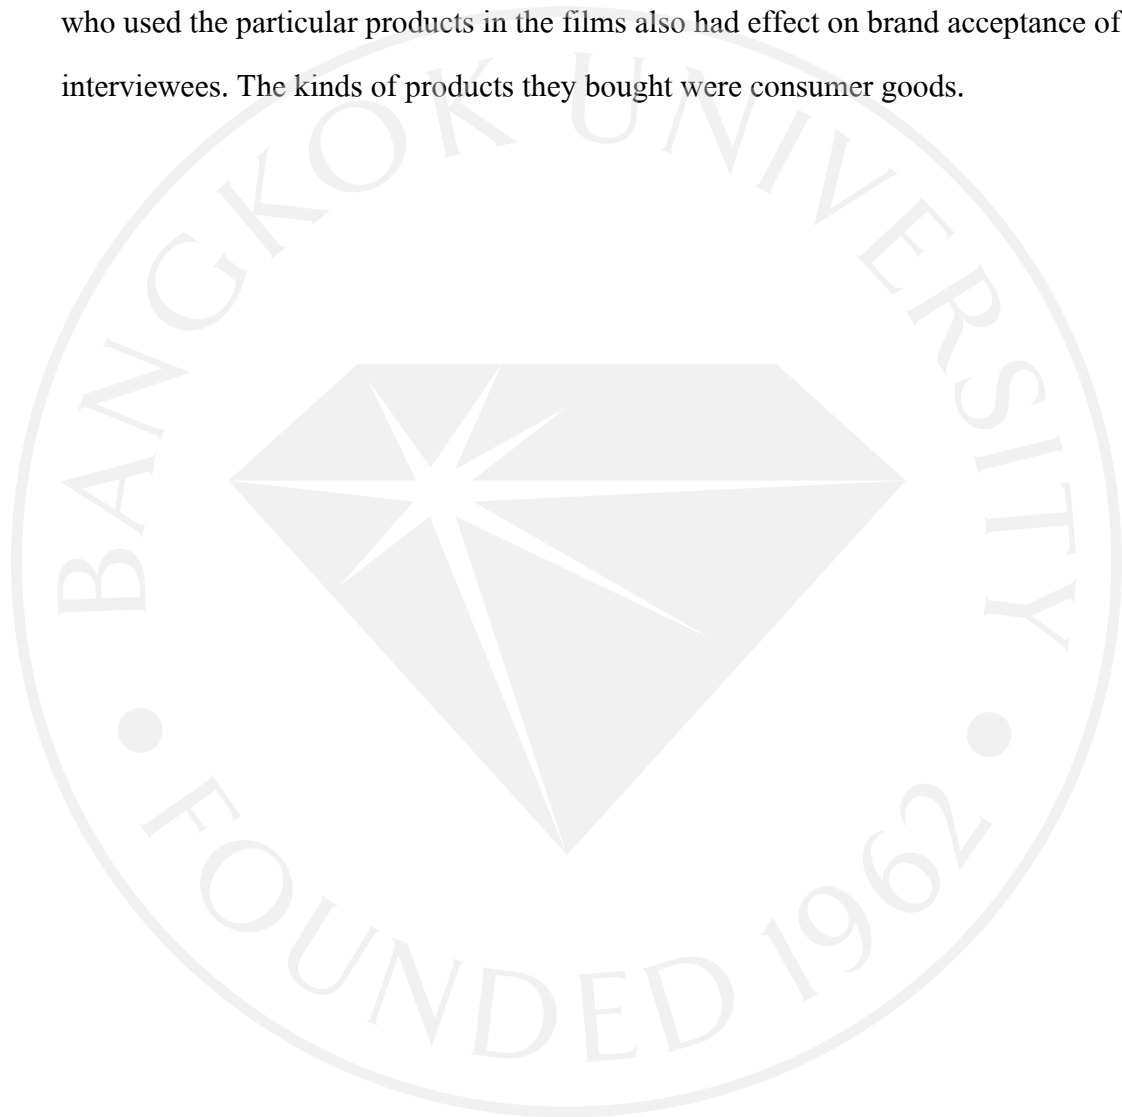 who used the particular products in the films also had effect on brand acceptance of
interviewees. The kinds of products they bought were consumer goods.
BANGKOK UNIVERSITY
FOUNDED 1962